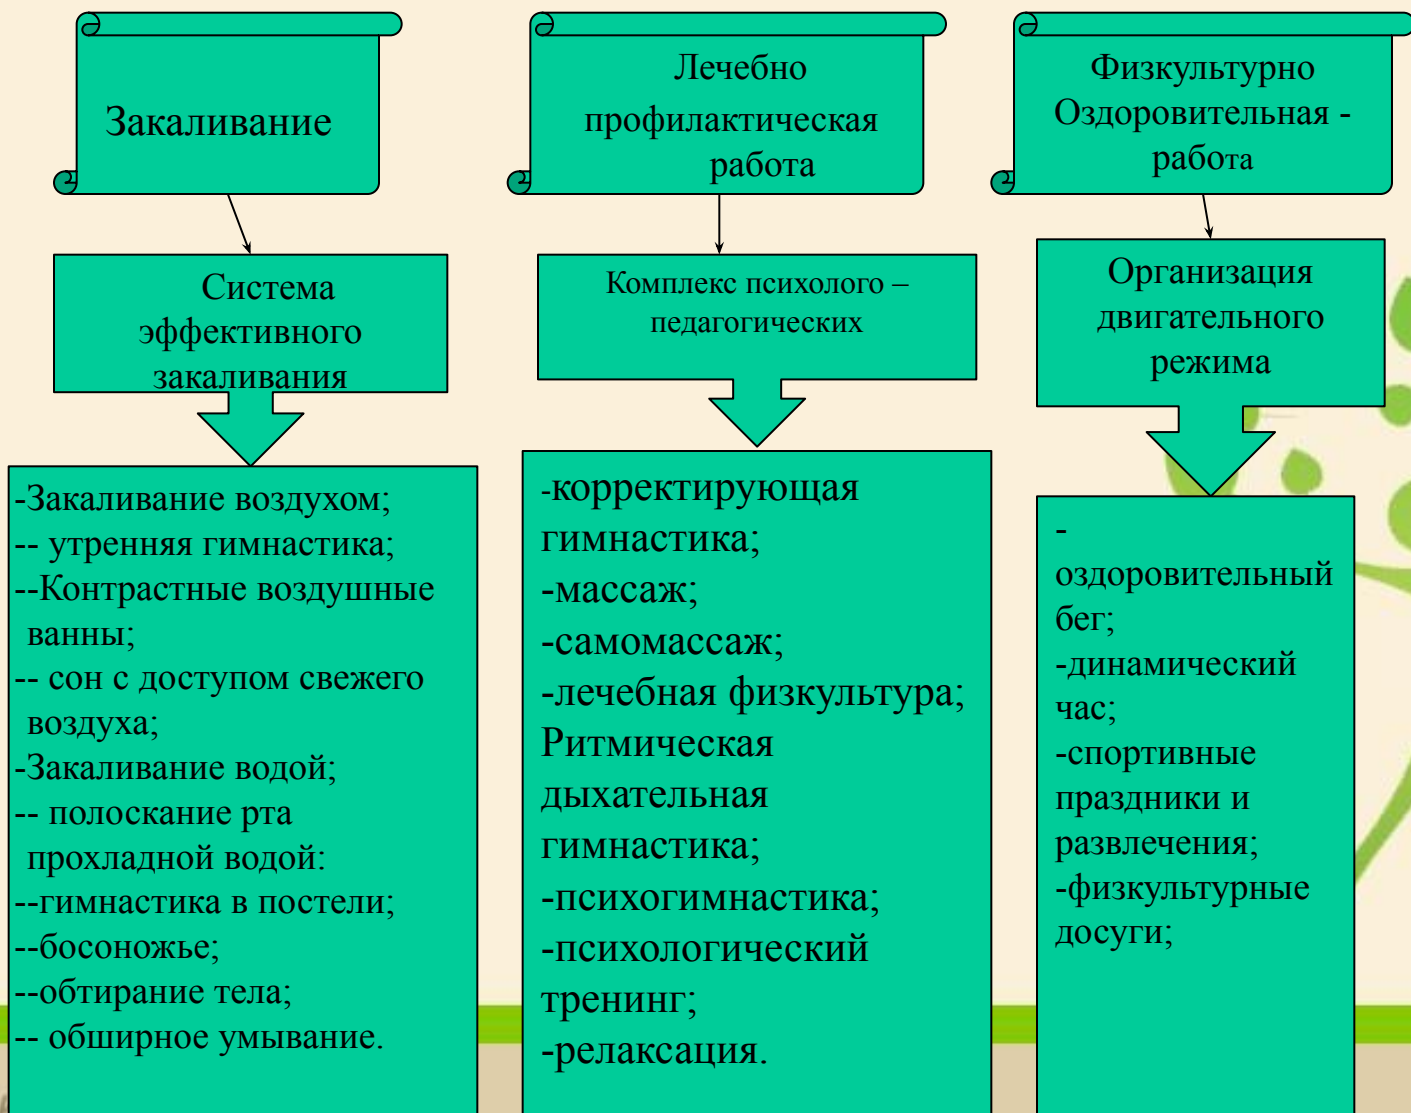 Закаливание
Система
эффективного
закаливания
-Закаливание воздухом;
-- утренняя гимнастика;
--Контрастные воздушные
ванны;
-- сон с доступом свежего
воздуха;
-Закаливание водой;
-- полоскание рта
прохладной водой:
--гимнастика в постели;
--босоножье;
--обтирание тела;
-- обширное умывание.
Лечебно
профилактическая
работа
Комплекс психолого –
педагогических
-корректирующая
гимнастика;
-массаж;
-самомассаж;
-лечебная физкультура;
Ритмическая
дыхательная
гимнастика;
-психогимнастика;
-психологический
тренинг;
-релаксация.
Физкультурно
Оздоровительная -
работа
Организация
двигательного
режима
-
оздоровительный
бег;
-динамический
час;
-спортивные
праздники и
развлечения;
-физкультурные
досуги;